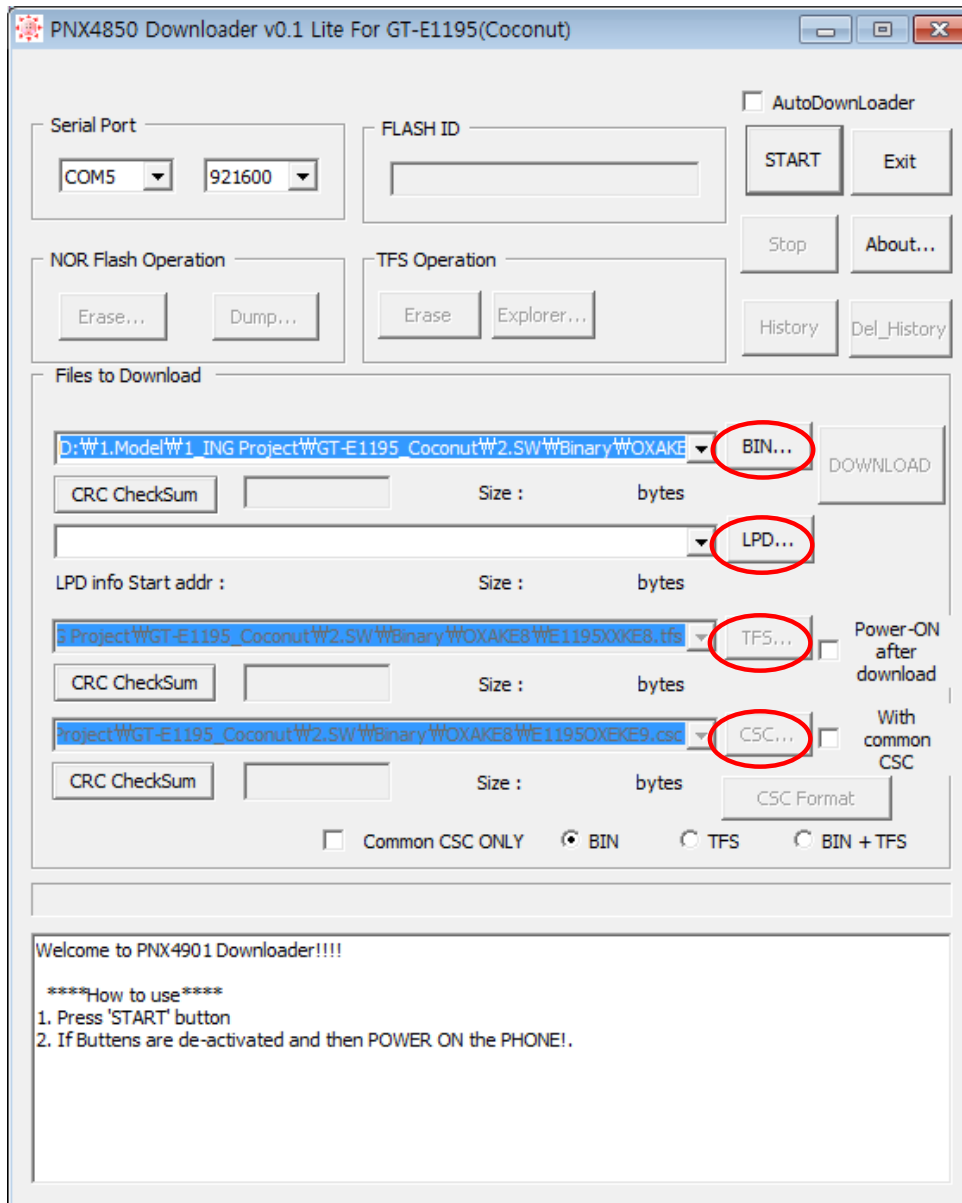 PNX4850 Downloader v0.1 Lite For GT-E1195(Coconut)
AutoDownLoader
Serial Port
FLASH ID
COM5
921600
START
Exit
Stop
About...
NOR Flash Operation
TFS Operation
Erase...
Dump...
Erase
Explorer...
History
Del_History
Files to Download
D:₩1.Model₩1_ING Project₩GT-E1195_Coconut₩2.SW₩Binary₩OXAKE
BIN...
DOWNLOAD
CRC CheckSum
Size :
bytes
LPD...
LPD info Start addr :
Size :
bytes
G Project₩GT-E1195_Coconut₩2.SW₩Binary₩OXAKE8₩E1195XXKE8.tfs
TFS...
Power-ON
after
download
CRC CheckSum
Size :
bytes
Project₩GT-E1195_Coconut₩2.SW₩Binary₩OXAKE8₩E1195OXEKE9.csc
CSC...
With
common
CSC
CRC CheckSum
Size :
bytes
CSC Format
Common CSC ONLY
BIN
TFS
BIN + TFS
Welcome to PNX4901 Downloader!!!!
****How to use****
1. Press 'START' button
2. If Buttens are de-activated and then POWER ON the PHONE!.